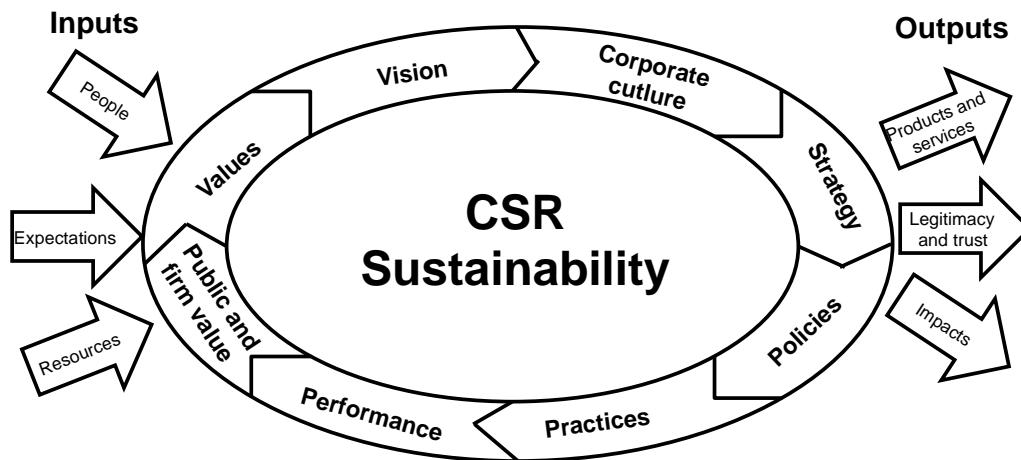 Inputs
People
Expectations
Resources
Values
Vision
Corporate
cutlure
Strategy
Policies
Practices
Performance
Public and
firm value
CSR
Sustainability
Outputs
Products and
services
Legitimacy
and trust
Impacts